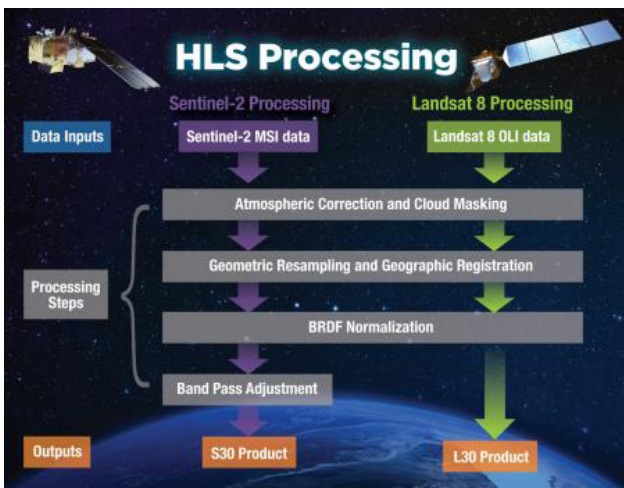 HLS Processing
Sentinel-2 Processing
Landsat 8 Processing
Data Inputs
Sentinel-2 MSI data
Landsat 8 OLI data
Atmospheric Correction and Cloud Masking
Geometric Resampling and Geographic Registration
Processing
Steps
BRDF Normalization
Band Pass Adjustment
Outputs
S30 Product
L30 Product